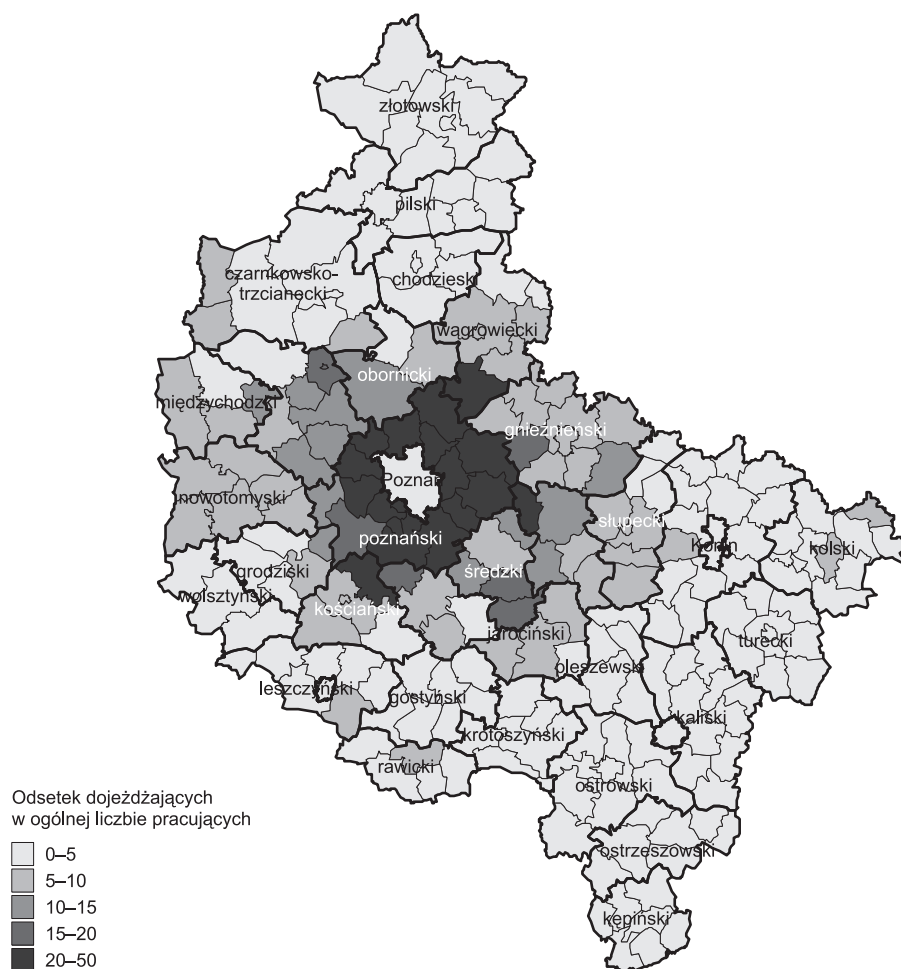 złotowski
pilski
czarnkowsko-
trzcianecki
chodzieski
wągrowiecki
obornicki
międzychodzki
gnieźnieński
Poznań
nowotomyski
słupecki
poznański
Konin
kolski
grodziski
średzki
wolsztyński
kościański
jarociński
turecki
pleszewski
leszczyński
gostyński
kaliski
krotoszyński
rawicki
ostrowski
Odsetek dojeżdżających
w ogólnej liczbie pracujących
0–5
ostrzeszowski
5–10
10–15
kępiński
15–20
20–50